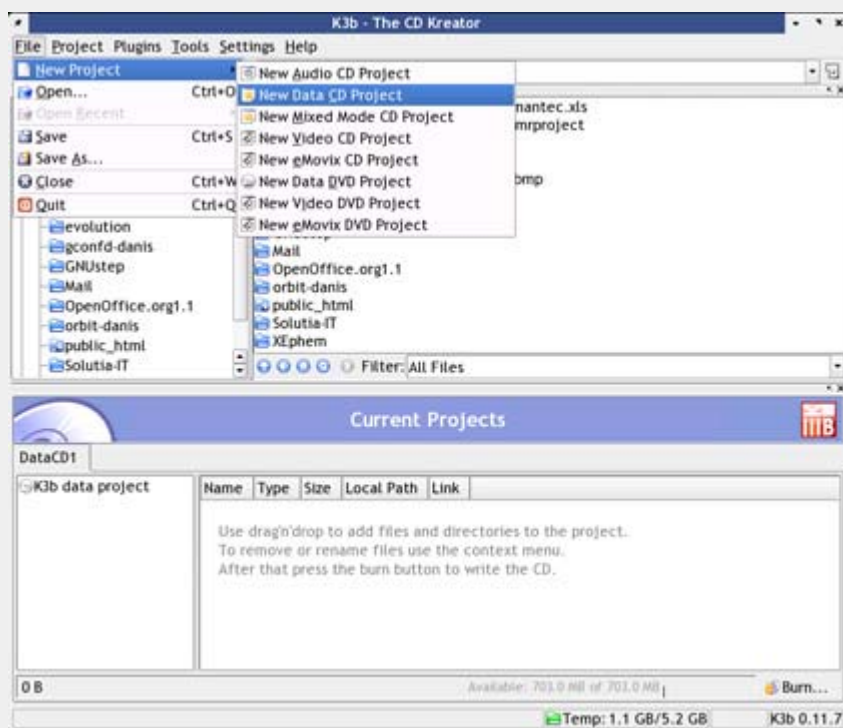 K3b - The CD Kreator
File Project Plugins Tools Settings Help
New Project
Open... Ctrl+O
Open Recent
Save Ctrl+S
Save As...
Close Ctrl+W
Quit Ctrl+Q
New Audio CD Project
New Data CD Project
New Mixed Mode CD Project
New Video CD Project
New eMovix CD Project
New Data DVD Project
New Video DVD Project
New eMovix DVD Project
nantec.xls
mrproject
bmp
evolution
gconfd-danis
GNUstep
Mail
OpenOffice.org1.1
orbit-danis
public_html
Solutia-IT
Mail
OpenOffice.org1.1
orbit-danis
public_html
Solutia-IT
XEphem
Filter: All Files
Current Projects
DataCD1
K3b data project
Name Type Size Local Path Link
Use drag'n'drop to add files and directories to the project.
To remove or rename files use the context menu.
After that press the burn button to write the CD.
0 B
Available: 703.0 MB of 703.0 MB
Burn...
Temp: 1.1 GB/5.2 GB
K3b 0.11.7